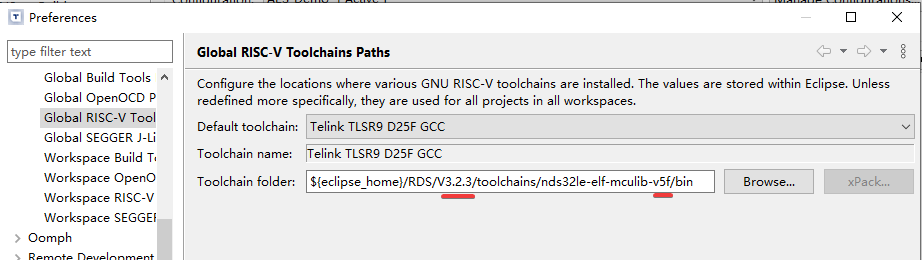 Preferences
type filter text
Global Build Tools
Global OpenOCD P
Global RISC-V Tool
Global SEGGER J-Li
Workspace Build T
Workspace OpenO
Workspace RISC-V
Workspace SEGGER
Oomph
Remote Development
Global RISC-V Toolchains Paths
Configure the locations where various GNU RISC-V toolchains are installed. The values are stored within Eclipse. Unless
redefined more specifically, they are used for all projects in all workspaces.
Default toolchain: Telink TLSR9 D25F GCC
Toolchain name: Telink TLSR9 D25F GCC
Toolchain folder: ${eclipse_home}/RDS/V3.2.3/toolchains/nds32le-elf-mculib-v5f/bin Browse... xPack...